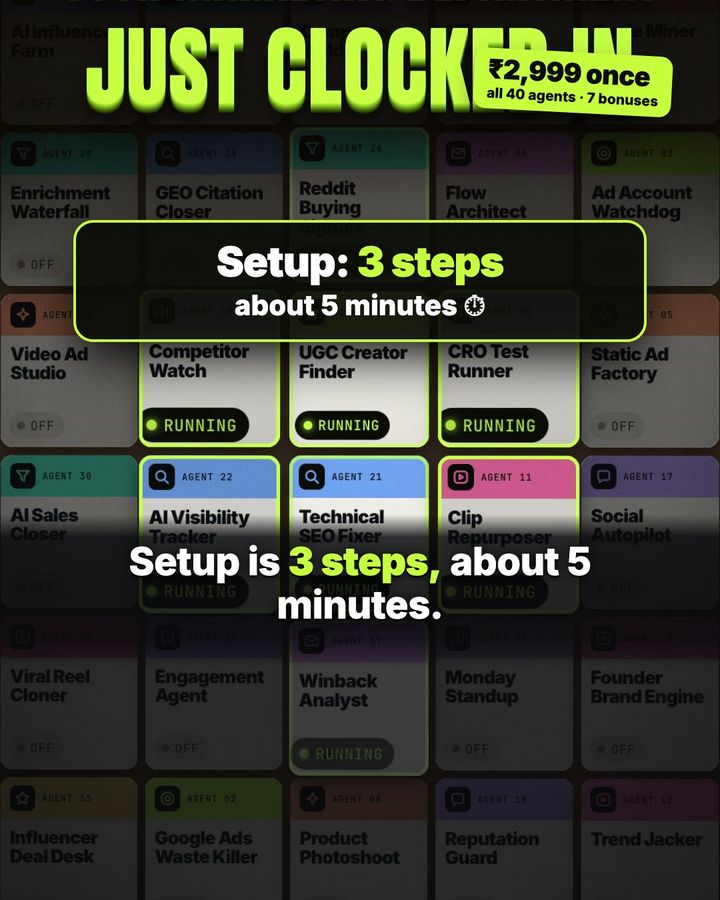 JUST CLOCKED IN
₹2,999 once
all 40 agents · 7 bonuses
AGENT 28
AGENT 23
AGENT 26
AGENT 35
AGENT 03
Enrichment
Waterfall
GEO Citation
Closer
Reddit
Buying
Signals
Flow
Architect
Ad Account
Watchdog
OFF
Setup: 3 steps
about 5 minutes ⏱
05
Video Ad
Studio
Competitor
Watch
UGC Creator
Finder
CRO Test
Runner
Static Ad
Factory
OFF
RUNNING
RUNNING
RUNNING
OFF
AGENT 30
AGENT 22
AGENT 21
AGENT 11
AGENT 17
AI Sales
Closer
AI Visibility
Tracker
Technical
SEO Fixer
Clip
Repurposer
Social
Autopilot
Setup is 3 steps, about 5
minutes.
RUNNING
RUNNING
RUNNING
Viral Reel
Cloner
Engagement
Agent
Winback
Analyst
Monday
Standup
Founder
Brand Engine
OFF
OFF
RUNNING
OFF
OFF
AGENT 33
AGENT 02
AGENT 08
AGENT 18
AGENT 12
Influencer
Deal Desk
Google Ads
Waste Killer
Product
Photoshoot
Reputation
Guard
Trend Jacker